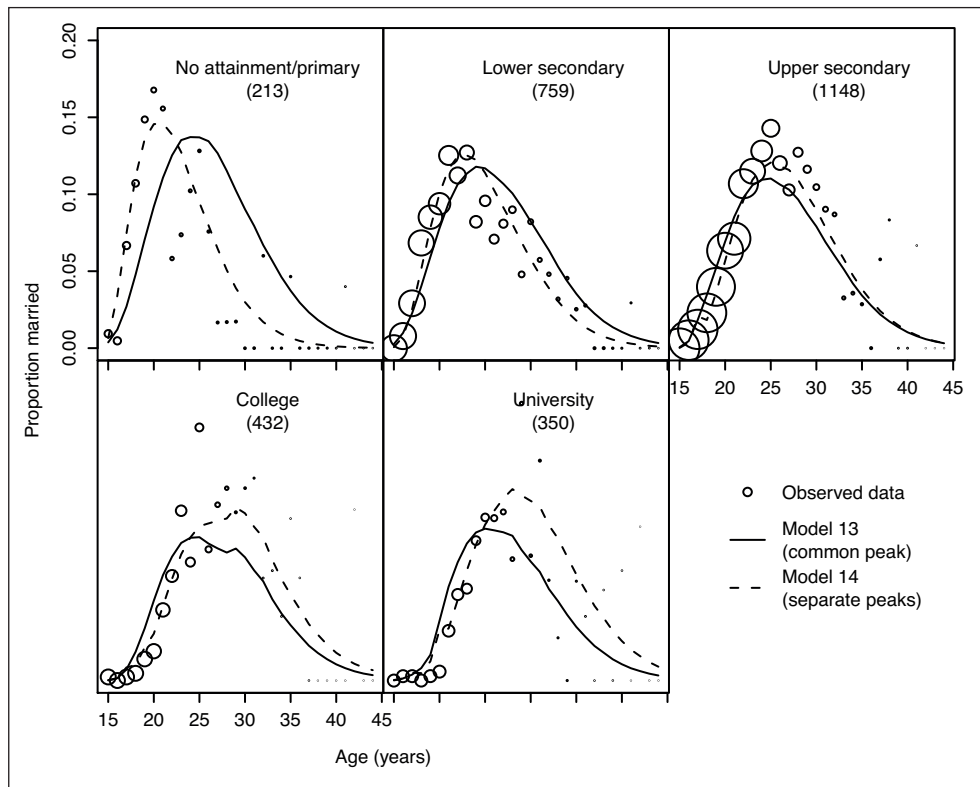 No attainment/primary
(213)
Lower secondary
(759)
Upper secondary
(1148)
0.20
0.15
0.10
0.05
0.00
Proportion married
15 20 25 30 35 40 45
College
(432)
University
(350)
Observed data
Model 13
(common peak)
Model 14
(separate peaks)
15 20 25 30 35 40 45
Age (years)